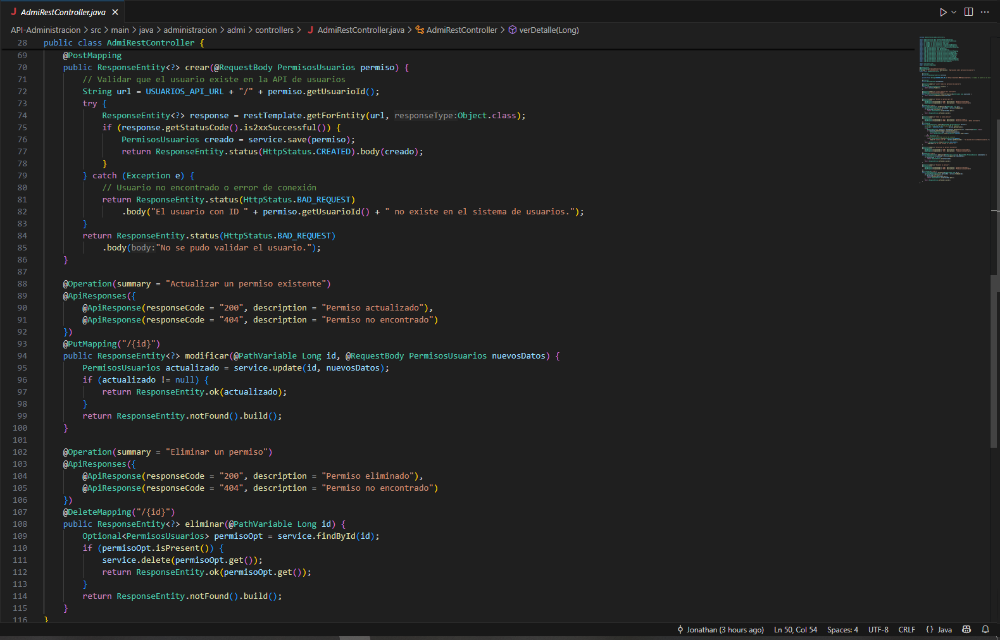 J AdmiRestController.java ×
API-Administracion > src > main > java > administracion > admi > controllers > J AdmiRestController.java > AdmiRestController > verDetalle(Long)
28 public class AdmiRestController {
69 @PostMapping
70 public ResponseEntity<?> crear(@RequestBody PermisosUsuarios permiso) {
71 // Validar que el usuario existe en la API de usuarios
72 String url = USUARIOS_API_URL + "/" + permiso.getUsuarioId();
73 try {
74 ResponseEntity<?> response = restTemplate.getForEntity(url, responseType:Object.class);
75 if (response.getStatusCode().is2xxSuccessful()) {
76 PermisosUsuarios creado = service.save(permiso);
77 return ResponseEntity.status(HttpStatus.CREATED).body(creado);
78 }
79 } catch (Exception e) {
80 // Usuario no encontrado o error de conexión
81 return ResponseEntity.status(HttpStatus.BAD_REQUEST)
82 .body("El usuario con ID " + permiso.getUsuarioId() + " no existe en el sistema de usuarios.");
83 }
84 return ResponseEntity.status(HttpStatus.BAD_REQUEST)
85 .body(body:"No se pudo validar el usuario.");
86 }
87
88 @Operation(summary = "Actualizar un permiso existente")
89 @ApiResponses({
90 @ApiResponse(responseCode = "200", description = "Permiso actualizado"),
91 @ApiResponse(responseCode = "404", description = "Permiso no encontrado")
92 })
93 @PutMapping("/{id}")
94 public ResponseEntity<?> modificar(@PathVariable Long id, @RequestBody PermisosUsuarios nuevosDatos) {
95 PermisosUsuarios actualizado = service.update(id, nuevosDatos);
96 if (actualizado != null) {
97 return ResponseEntity.ok(actualizado);
98 }
99 return ResponseEntity.notFound().build();
100 }
101
102 @Operation(summary = "Eliminar un permiso")
103 @ApiResponses({
104 @ApiResponse(responseCode = "200", description = "Permiso eliminado"),
105 @ApiResponse(responseCode = "404", description = "Permiso no encontrado")
106 })
107 @DeleteMapping("/{id}")
108 public ResponseEntity<?> eliminar(@PathVariable Long id) {
109 Optional<PermisosUsuarios> permisoOpt = service.findById(id);
110 if (permisoOpt.isPresent()) {
111 service.delete(permisoOpt.get());
112 return ResponseEntity.ok(permisoOpt.get());
113 }
114 return ResponseEntity.notFound().build();
115 }
116 }
Jonathan (3 hours ago) Ln 50, Col 54 Spaces: 4 UTF-8 CRLF {} Java